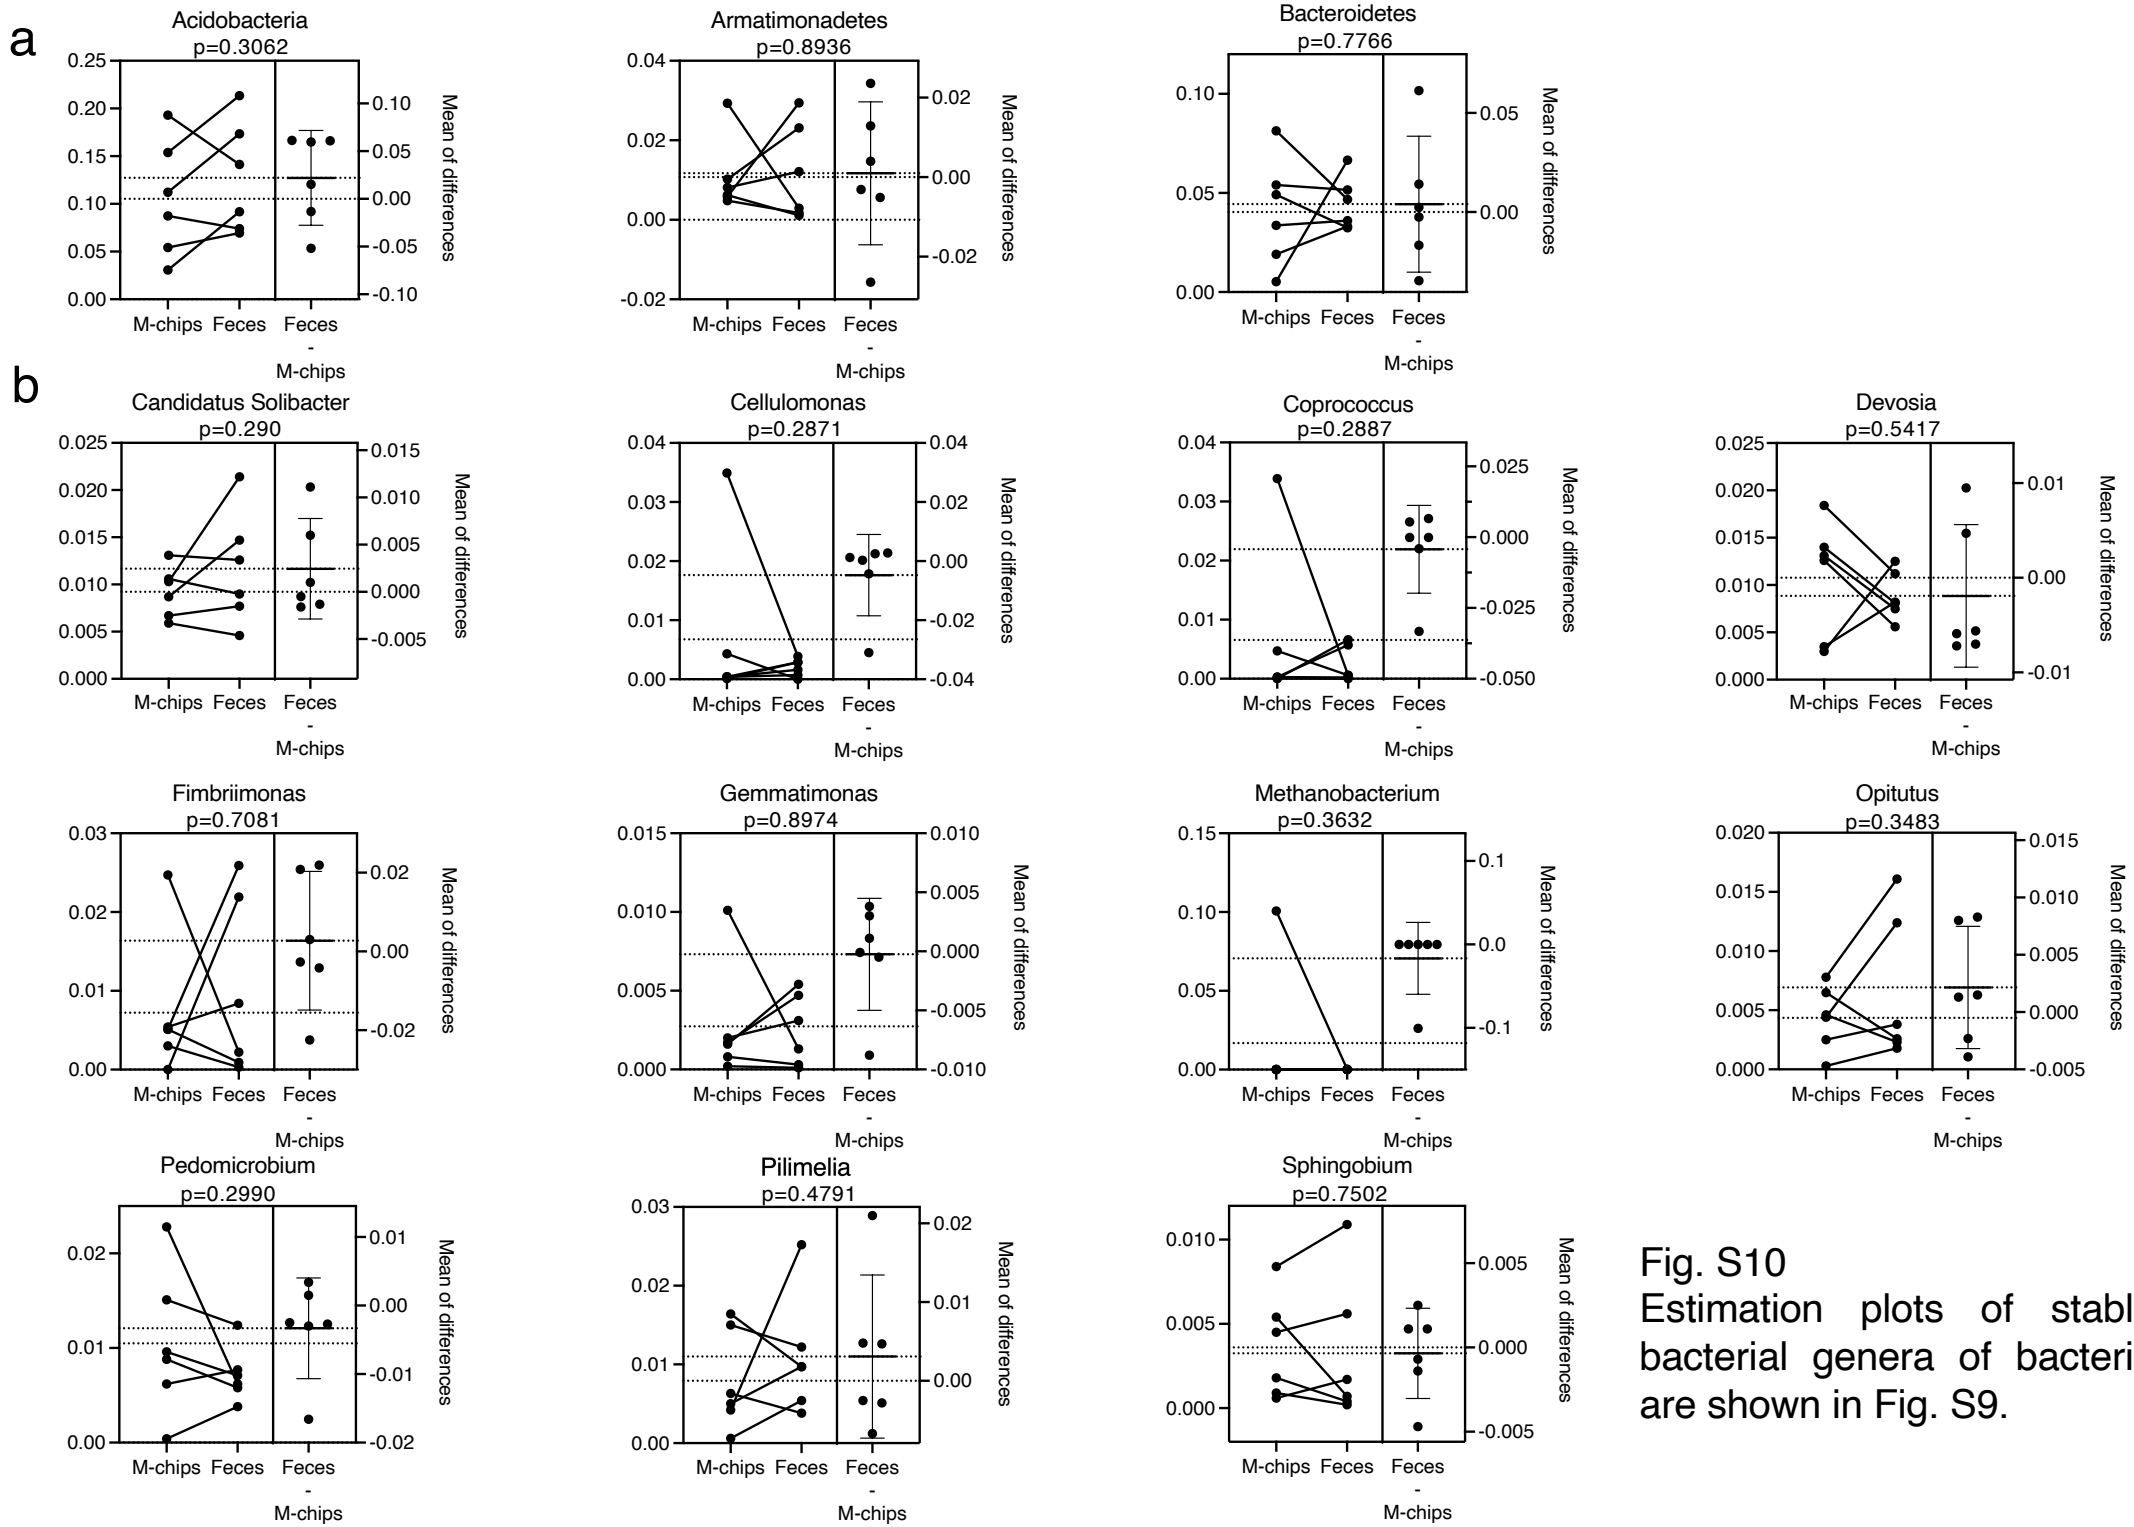 a
Acidobacteria
p=0.3062
0.25
0.20
0.15
0.10
0.05
0.00
0.10
0.05
0.00
-0.05
-0.10
Mean of differences
M-chips Feces Feces
-
M-chips
Armatimonadetes
p=0.8936
0.04
0.02
0.00
-0.02
0.02
0.00
-0.02
Mean of differences
M-chips Feces Feces
-
M-chips
Bacteroidetes
p=0.7766
0.10
0.05
0.00
0.05
0.00
Mean of differences
M-chips Feces Feces
-
M-chips
b
Candidatus Solibacter
p=0.290
0.025
0.020
0.015
0.010
0.005
0.000
0.015
0.010
0.005
0.000
-0.005
Mean of differences
M-chips Feces Feces
-
M-chips
Cellulomonas
p=0.2871
0.04
0.03
0.02
0.01
0.00
0.04
0.02
0.00
-0.02
-0.04
Mean of differences
M-chips Feces Feces
-
M-chips
Coprococcus
p=0.2887
0.04
0.03
0.02
0.01
0.00
0.025
0.000
-0.025
-0.050
Mean of differences
M-chips Feces Feces
-
M-chips
Devosia
p=0.5417
0.025
0.020
0.015
0.010
0.005
0.000
0.01
0.00
-0.01
Mean of differences
M-chips Feces Feces
-
M-chips
Fimbriimonas
p=0.7081
0.03
0.02
0.01
0.00
0.02
0.00
-0.02
Mean of differences
M-chips Feces Feces
-
M-chips
Gemmatimonas
p=0.8974
0.015
0.010
0.005
0.000
0.010
0.005
0.000
-0.005
-0.010
Mean of differences
M-chips Feces Feces
-
M-chips
Methanobacterium
p=0.3632
0.15
0.10
0.05
0.00
0.1
0.0
-0.1
Mean of differences
M-chips Feces Feces
-
M-chips
Opitutus
p=0.3483
0.020
0.015
0.010
0.005
0.000
0.015
0.010
0.005
0.000
-0.005
Mean of differences
M-chips Feces Feces
-
M-chips
Pedomicrobium
p=0.2990
0.02
0.01
0.00
0.01
0.00
-0.01
-0.02
Mean of differences
M-chips Feces Feces
-
M-chips
Pilimelia
p=0.4791
0.03
0.02
0.01
0.00
0.02
0.01
0.00
Mean of differences
M-chips Feces Feces
-
M-chips
Sphingobium
p=0.7502
0.010
0.005
0.000
0.005
0.000
-0.005
Mean of differences
M-chips Feces Feces
-
M-chips
Fig. S10
Estimation plots of stabl
bacterial genera of bacteri
are shown in Fig. S9.